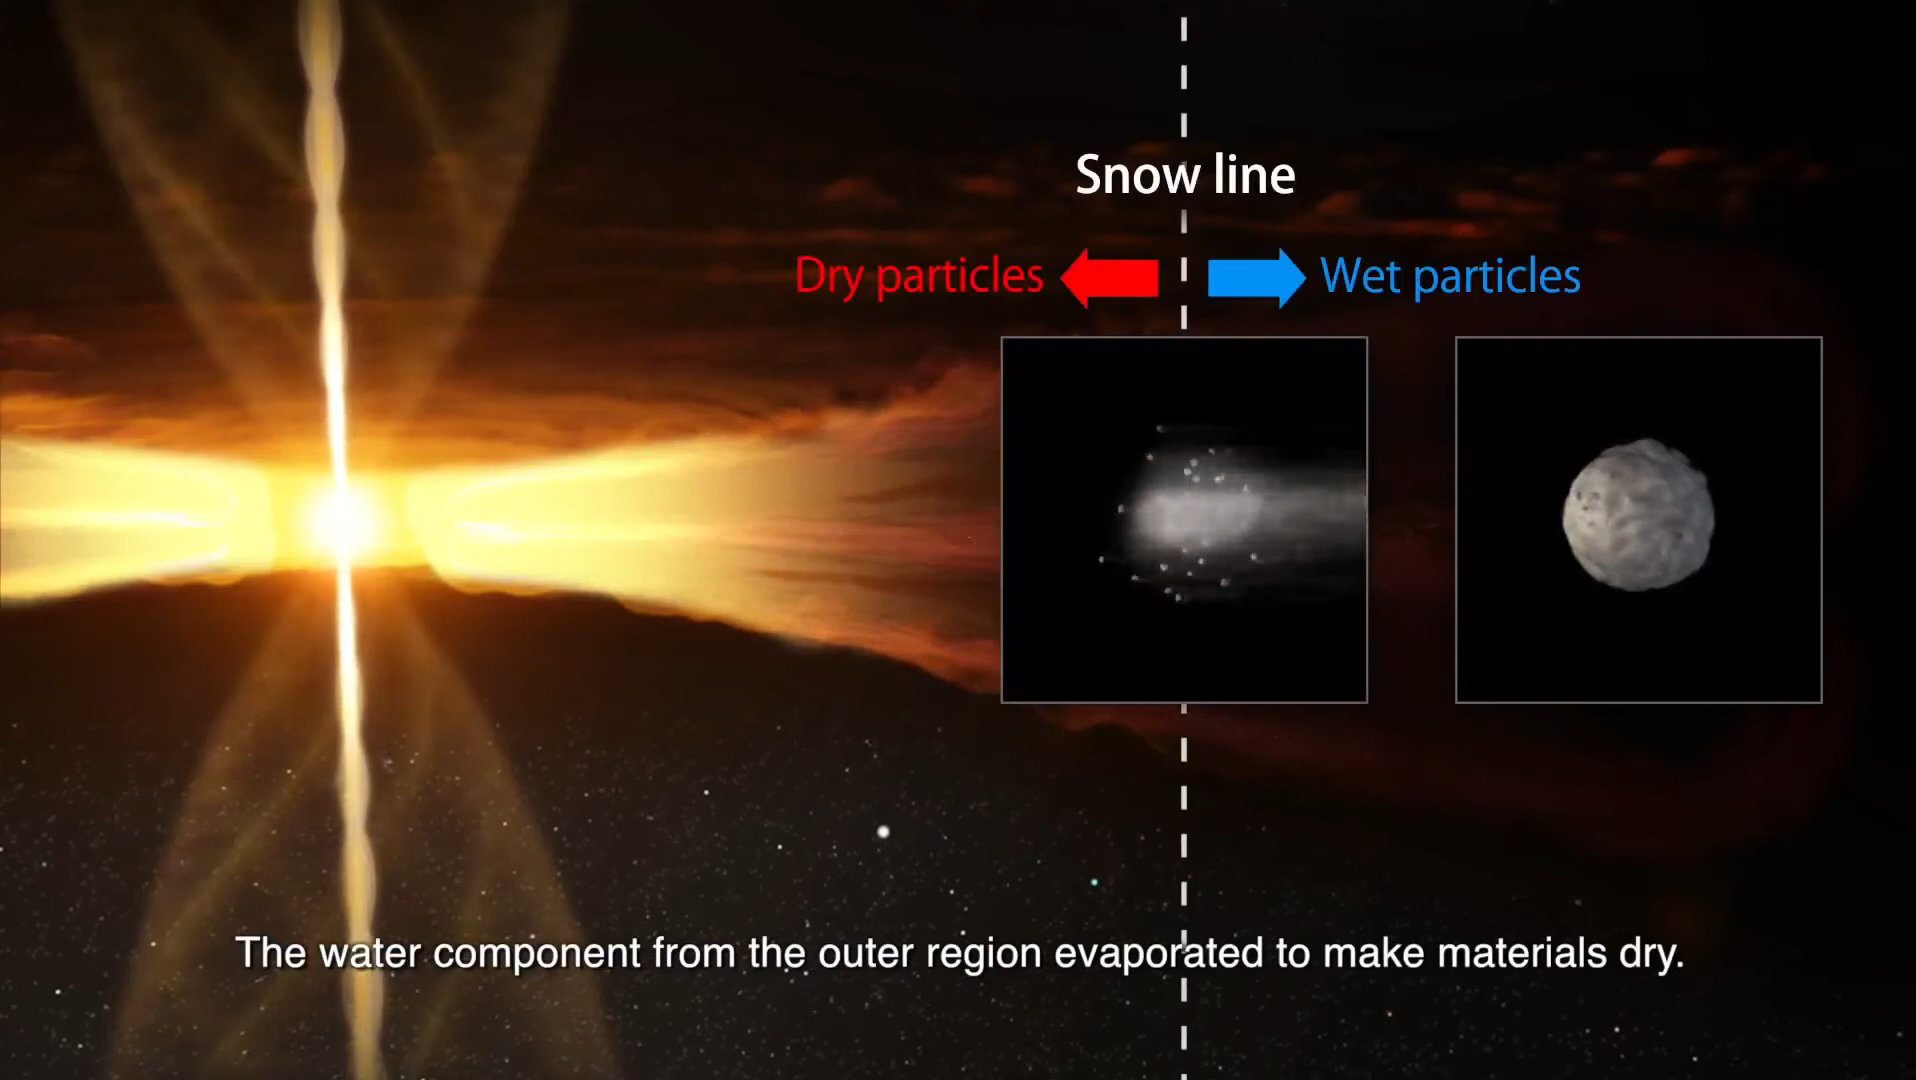 Snow line
Dry particles Wet particles
The water component from the outer region evaporated to make materials dry.